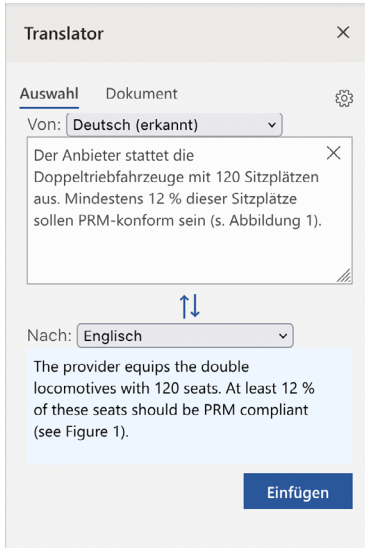 Translator
Auswahl Dokument
Von: Deutsch (erkannt)
Der Anbieter stattet die
Doppeltriebfahrzeuge mit 120 Sitzplätzen
aus. Mindestens 12 % dieser Sitzplätze
sollen PRM-konform sein (s. Abbildung 1).
Nach: Englisch
The provider equips the double
locomotives with 120 seats. At least 12 %
of these seats should be PRM compliant
(see Figure 1).
Einfügen